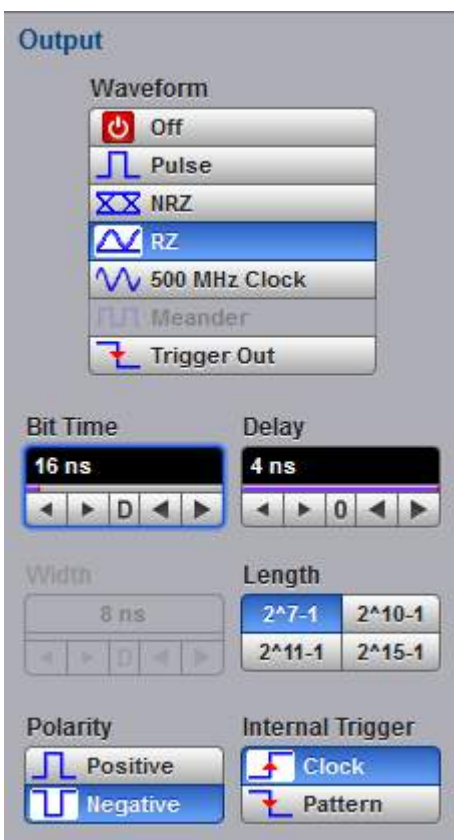 Output
Waveform
Off
Pulse
NRZ
RZ
500 MHz Clock
Meander
Trigger Out
Bit Time Delay
16 ns 4 ns
D 0
Width Length
8 ns 2^7-1 2^10-1
D 2^11-1 2^15-1
Polarity Internal Trigger
Positive Clock
Negative Pattern